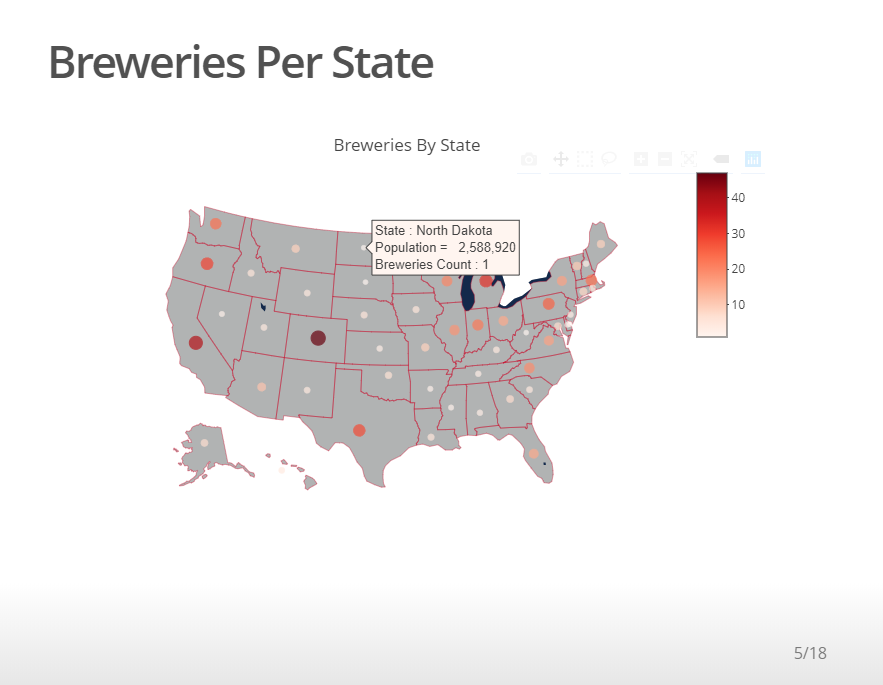 Breweries Per State
Breweries By State
State : North Dakota
Population =   2,588,920
Breweries Count : 1
40
30
20
10
5/18